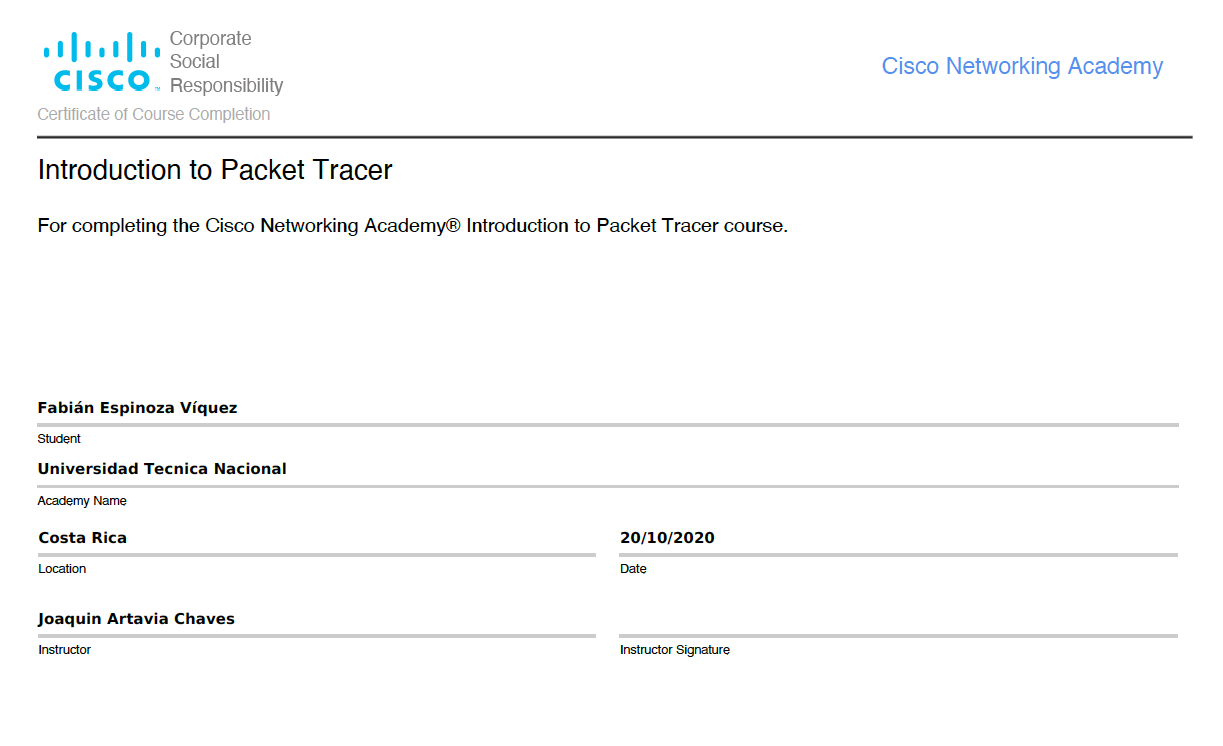 Corporate
Social
CISCO™ Responsibility
Cisco Networking Academy
Certificate of Course Completion
Introduction to Packet Tracer
For completing the Cisco Networking Academy® Introduction to Packet Tracer course.
Fabián Espinoza Víquez
Student
Universidad Tecnica Nacional
Academy Name
Costa Rica
20/10/2020
Location
Date
Joaquin Artavia Chaves
Instructor
Instructor Signature